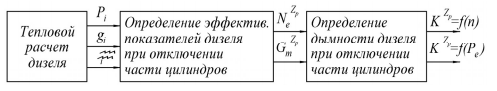 Тепловой
расчет
дизеля
P_i
g_i
Определение эффектив.
показателей дизеля
при отключении
части цилиндров
N_e^{Z_p}
G_m^{Z_p}
Определение
дымности дизеля
при отключении
части цилиндров
K^{Z_p}=f(n)
K^{Z_p}=f(P_e)